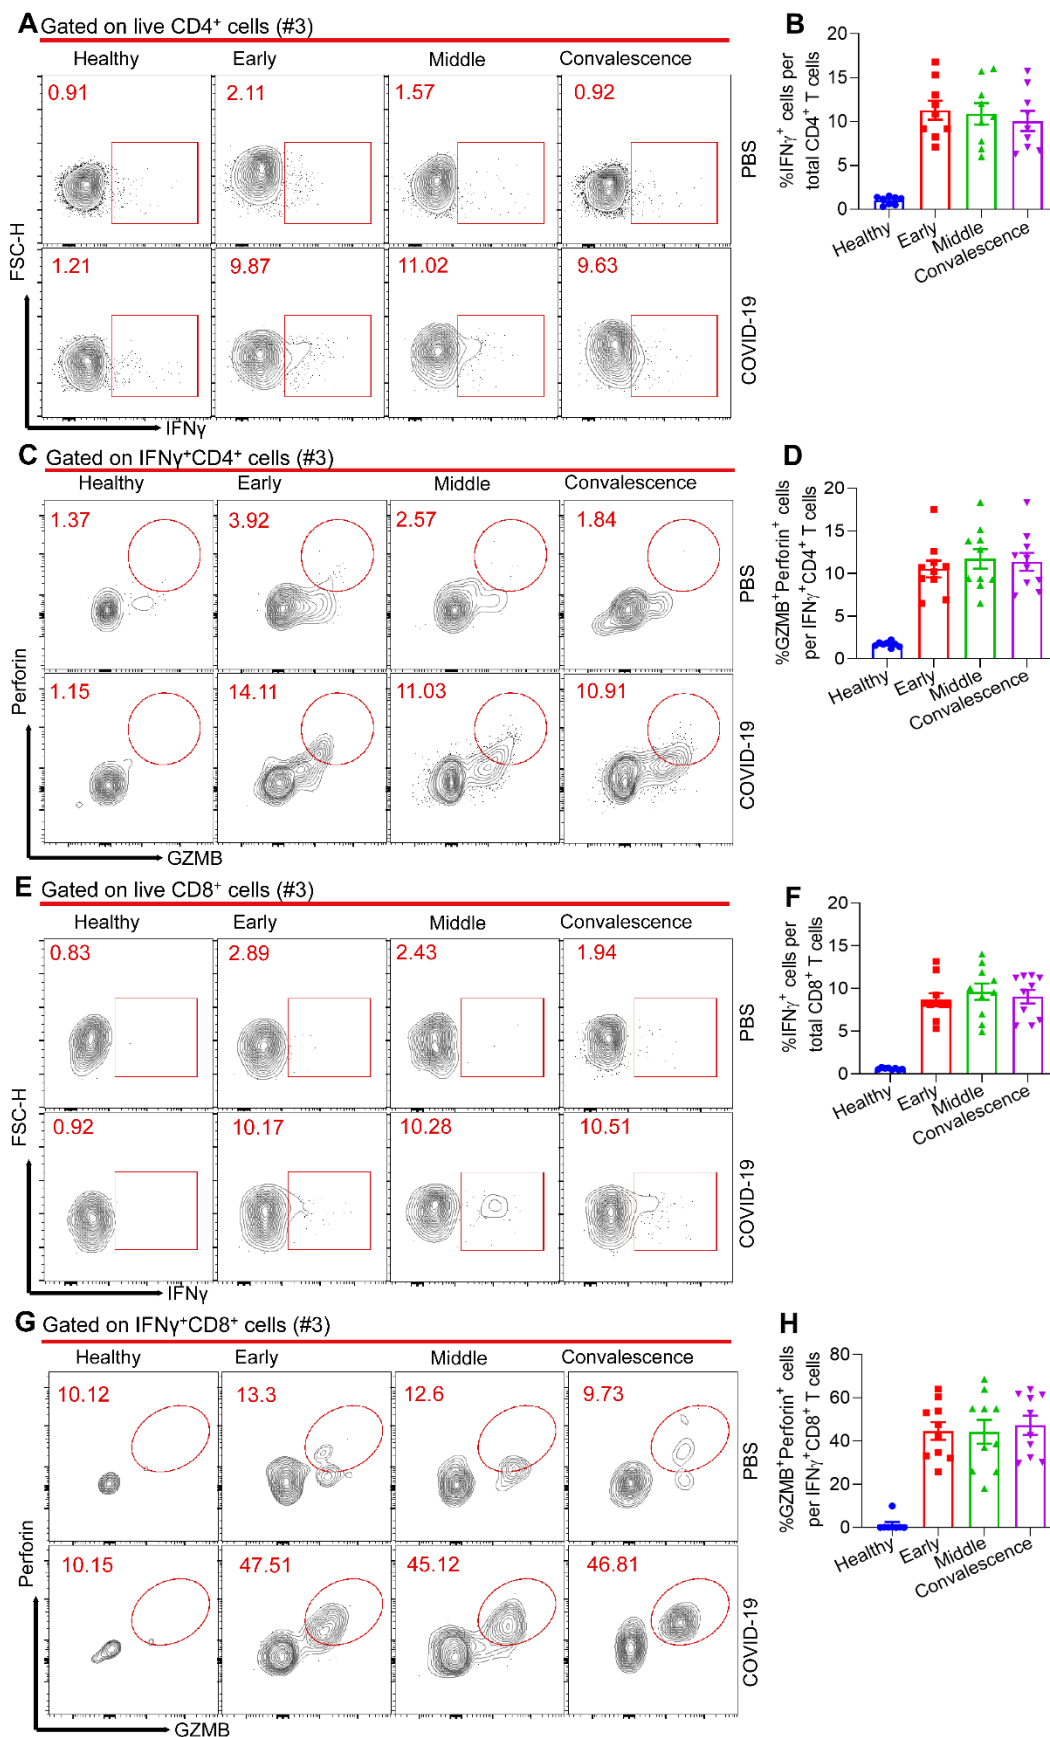 A Gated on live CD4⁺ cells (#3)
Healthy Early Middle Convalescence
0.91 2.11 1.57 0.92
PBS
1.21 9.87 11.02 9.63
COVID-19
FSC-H
IFNγ
B
%IFNγ⁺ cells per
total CD4⁺ T cells
20
15
10
5
0
Healthy
Early
Middle
Convalescence
C Gated on IFNγ⁺CD4⁺ cells (#3)
Healthy Early Middle Convalescence
1.37 3.92 2.57 1.84
PBS
1.15 14.11 11.03 10.91
COVID-19
Perforin
GZMB
D
%GZMB⁺Perforin⁺ cells
per IFNγ⁺CD4⁺ T cells
20
15
10
5
0
Healthy
Early
Middle
Convalescence
E Gated on live CD8⁺ cells (#3)
Healthy Early Middle Convalescence
0.83 2.89 2.43 1.94
PBS
0.92 10.17 10.28 10.51
COVID-19
FSC-H
IFNγ
F
%IFNγ⁺ cells per
total CD8⁺ T cells
20
15
10
5
0
Healthy
Early
Middle
Convalescence
G Gated on IFNγ⁺CD8⁺ cells (#3)
Healthy Early Middle Convalescence
10.12 13.3 12.6 9.73
PBS
10.15 47.51 45.12 46.81
COVID-19
Perforin
GZMB
H
%GZMB⁺Perforin⁺ cells
per IFNγ⁺CD8⁺ T cells
80
60
40
20
0
Healthy
Early
Middle
Convalescence